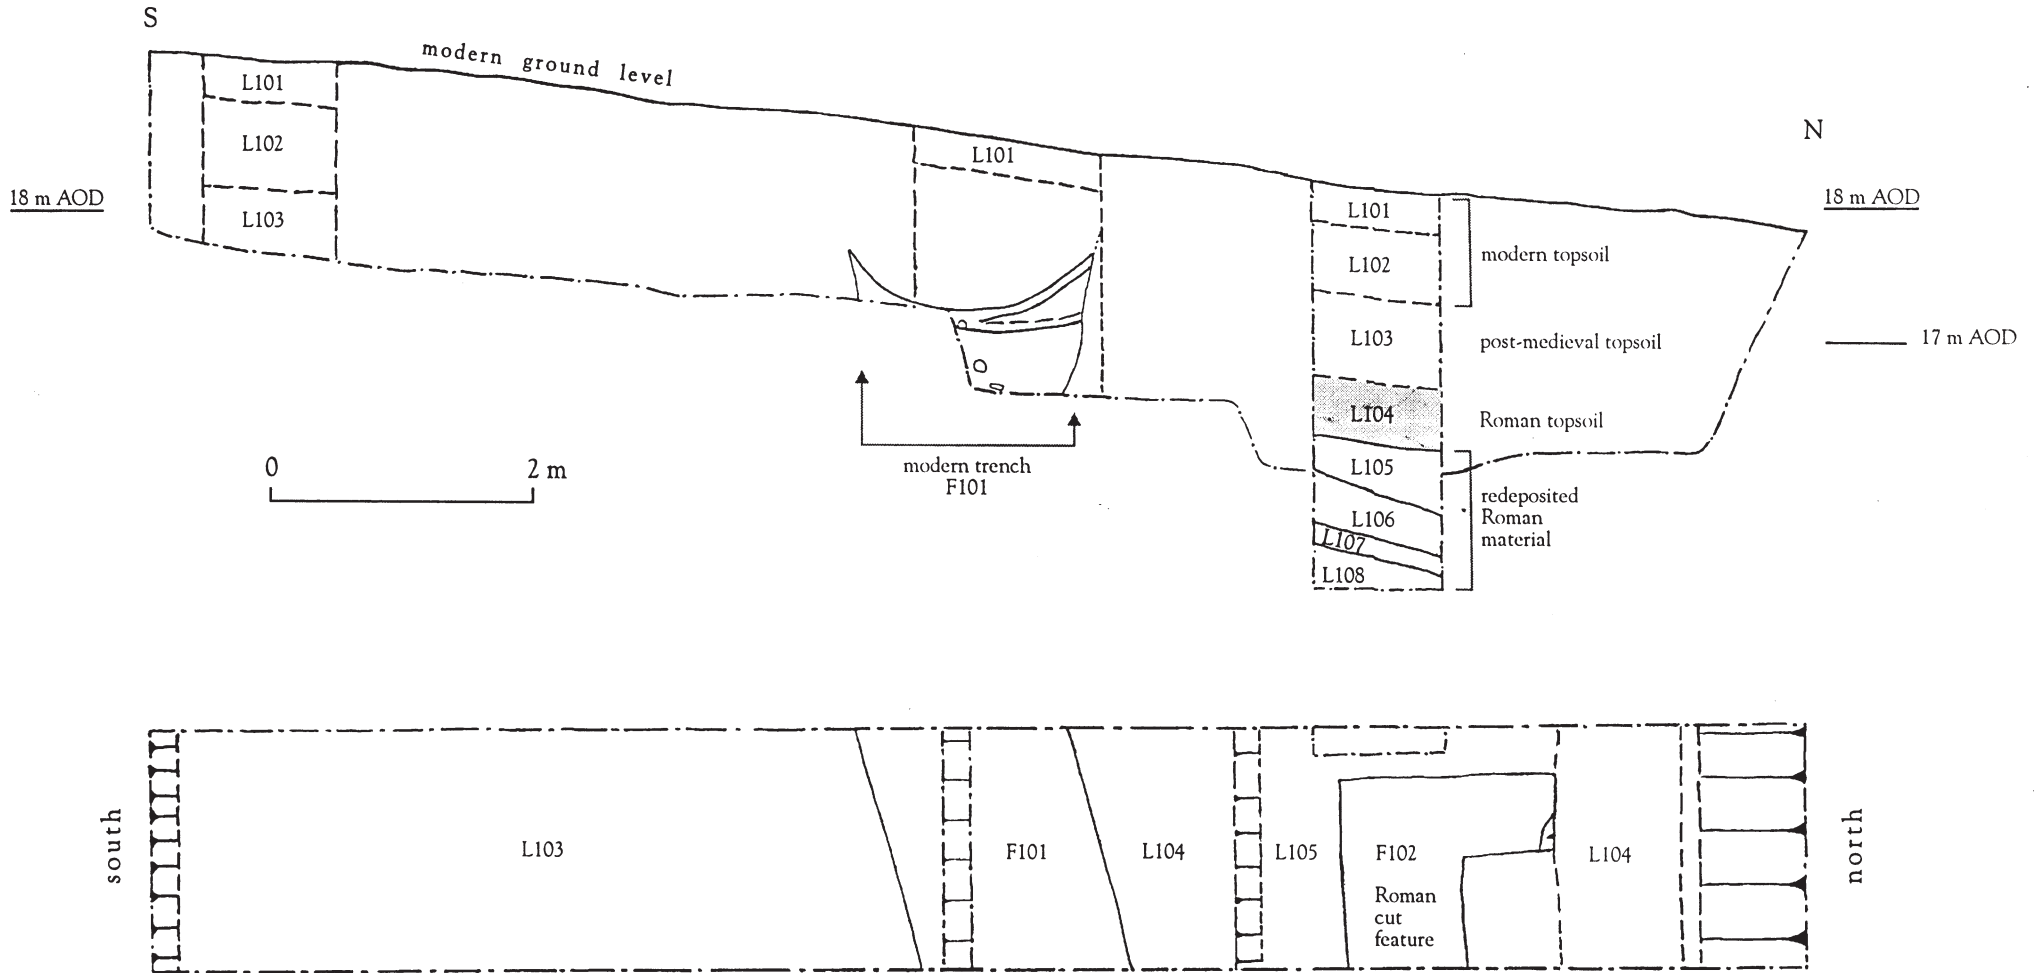 S
modern ground level
N
18 m AOD
L101
L102
L103
L101
L101
L102
L103
L104
L105
L106
L107
L108
modern topsoil
post-medieval topsoil
Roman topsoil
redeposited
Roman
material
18 m AOD
17 m AOD
modern trench
F101
0 2 m
south
L103
F101
L104
L105
F102
Roman
cut
feature
L104
north